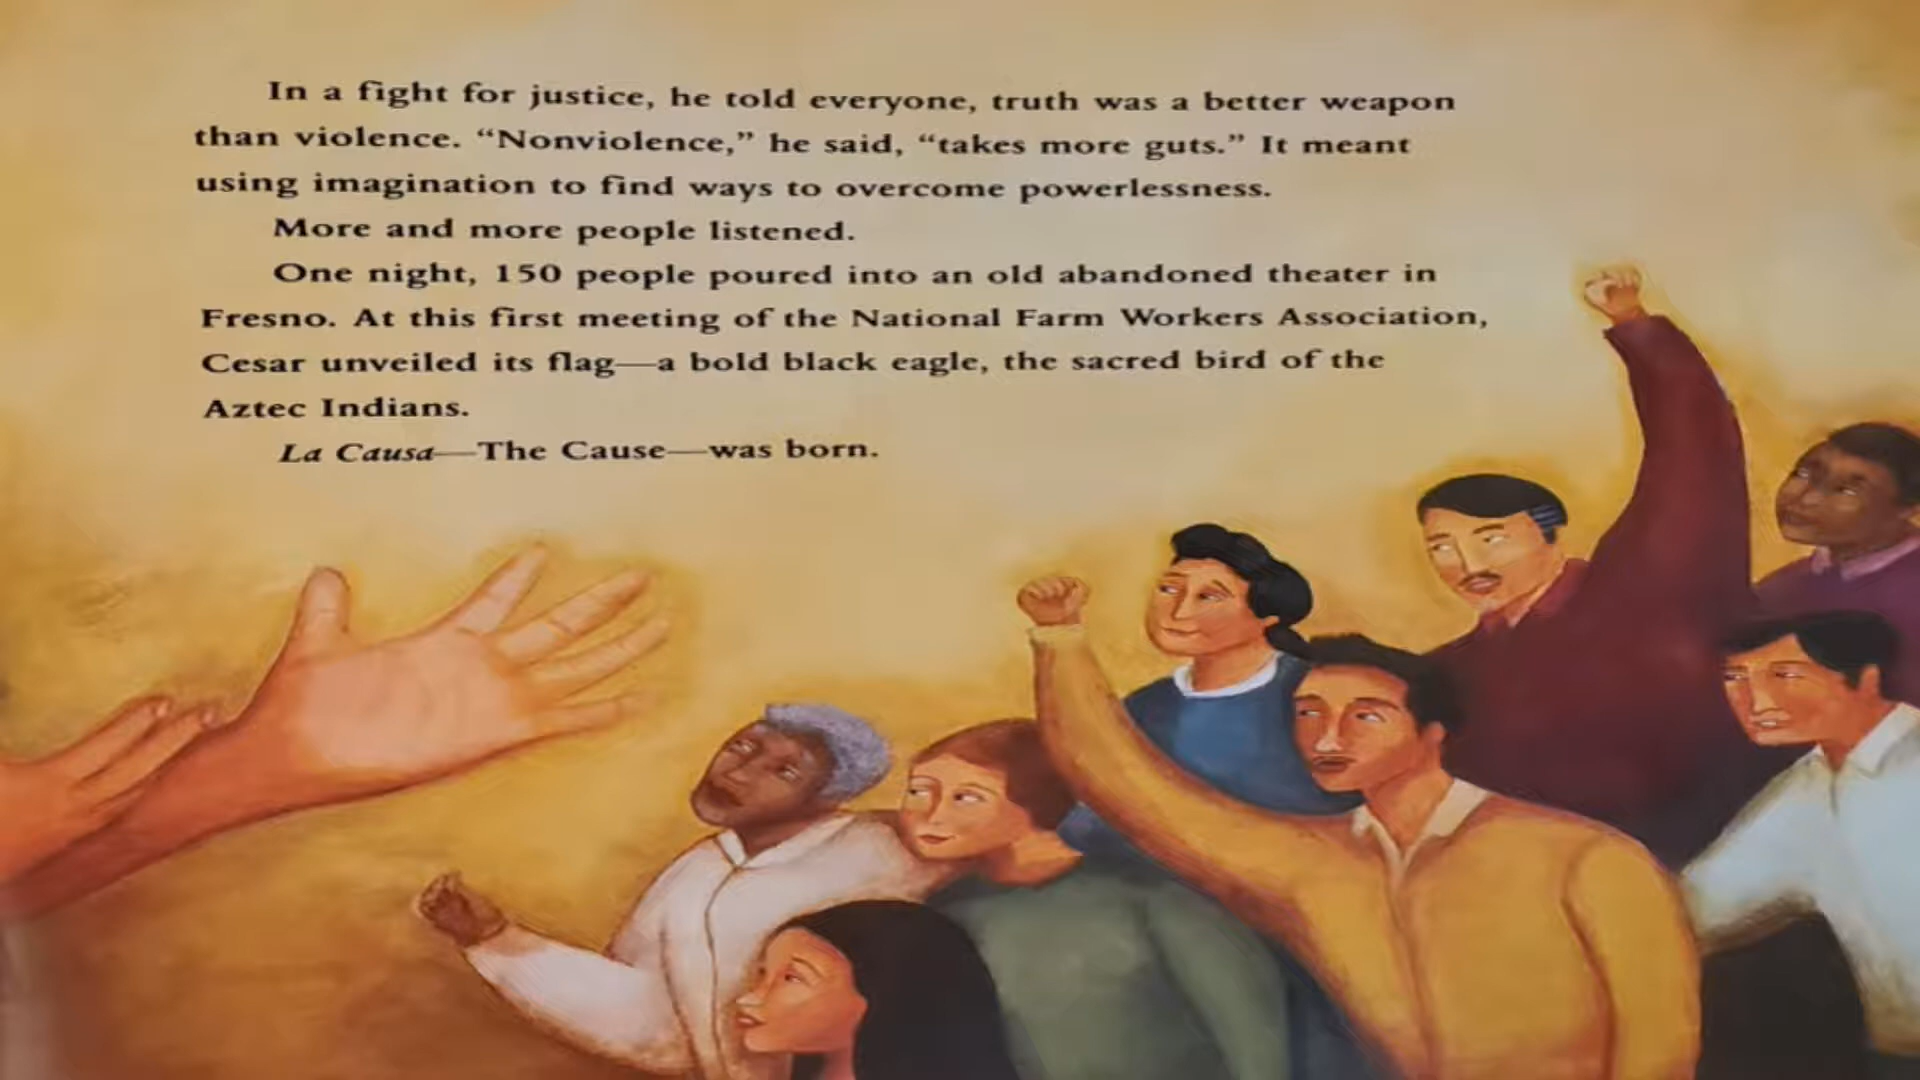 In a fight for justice, he told everyone, truth was a better weapon
than violence. “Nonviolence,” he said, “takes more guts.” It meant
using imagination to find ways to overcome powerlessness.
More and more people listened.
One night, 150 people poured into an old abandoned theater in
Fresno. At this first meeting of the National Farm Workers Association,
Cesar unveiled its flag—a bold black eagle, the sacred bird of the
Aztec Indians.
La Causa—The Cause—was born.